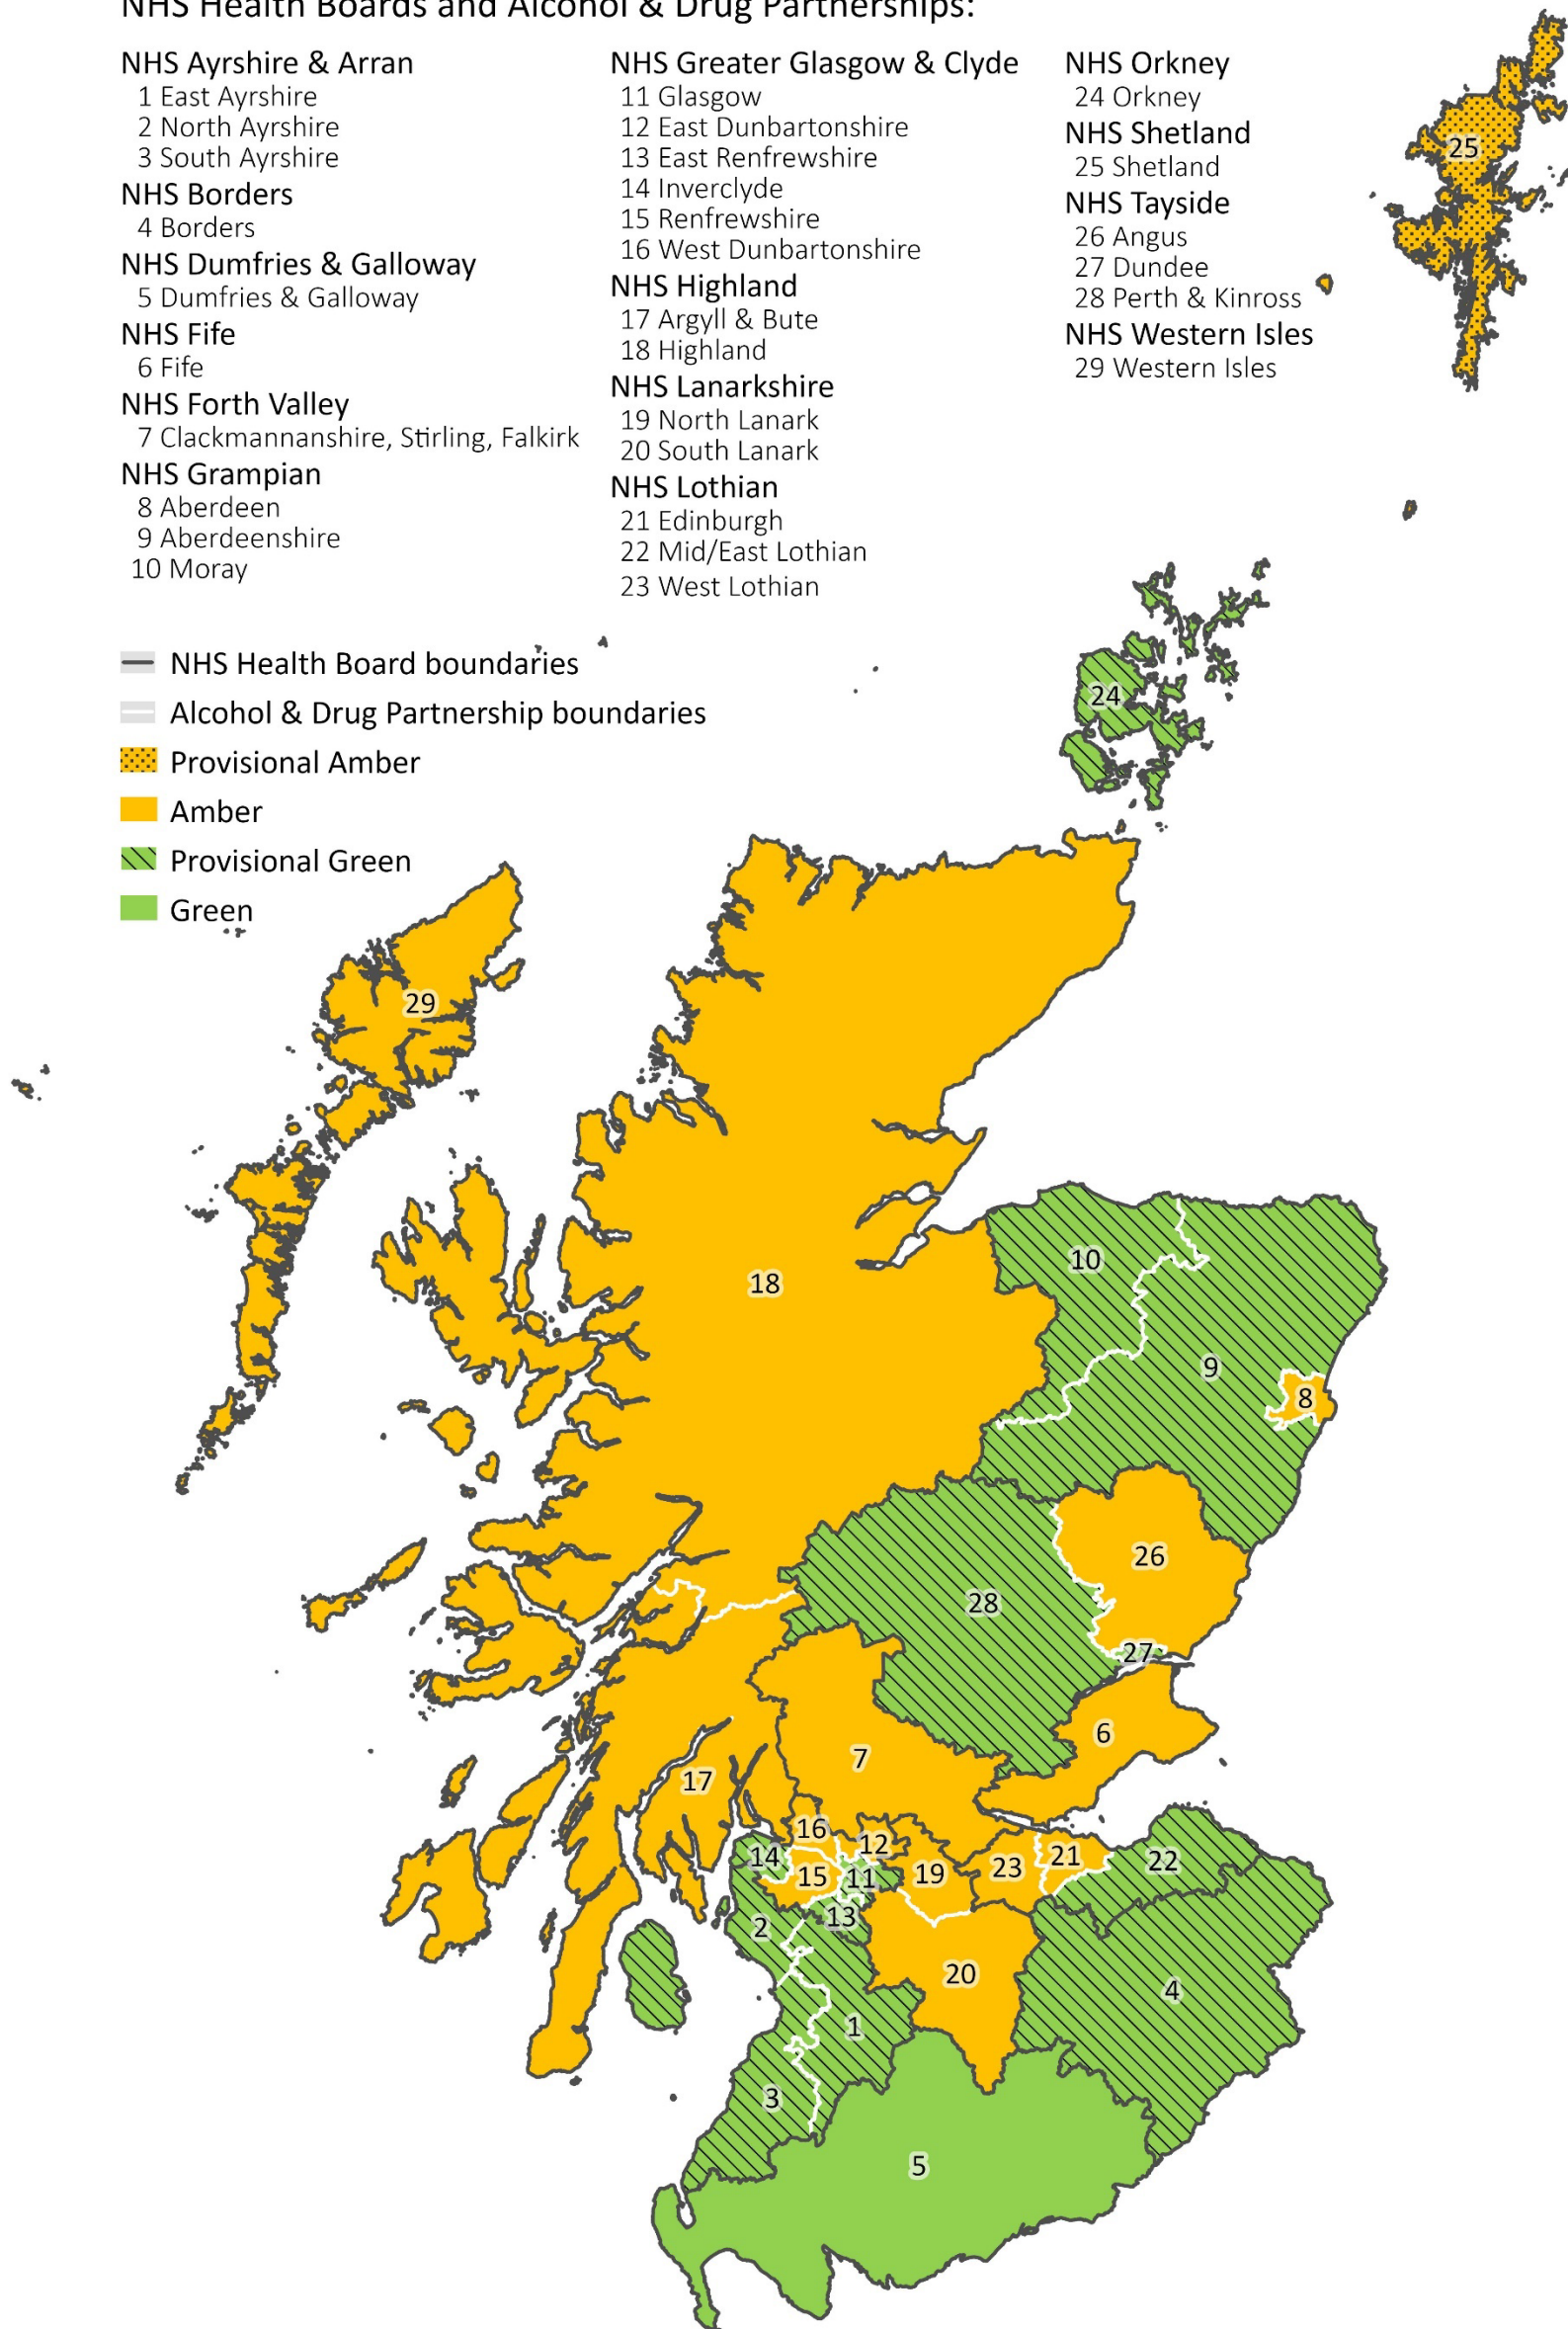 NHS Health Boards and Alcohol & Drug Partnerships:
NHS Ayrshire & Arran
1 East Ayrshire
2 North Ayrshire
3 South Ayrshire
NHS Borders
4 Borders
NHS Dumfries & Galloway
5 Dumfries & Galloway
NHS Fife
6 Fife
NHS Forth Valley
7 Clackmannanshire, Stirling, Falkirk
NHS Grampian
8 Aberdeen
9 Aberdeenshire
10 Moray
NHS Greater Glasgow & Clyde
11 Glasgow
12 East Dunbartonshire
13 East Renfrewshire
14 Inverclyde
15 Renfrewshire
16 West Dunbartonshire
NHS Highland
17 Argyll & Bute
18 Highland
NHS Lanarkshire
19 North Lanark
20 South Lanark
NHS Lothian
21 Edinburgh
22 Mid/East Lothian
23 West Lothian
NHS Orkney
24 Orkney
NHS Shetland
25 Shetland
NHS Tayside
26 Angus
27 Dundee
28 Perth & Kinross
NHS Western Isles
29 Western Isles
NHS Health Board boundaries
Alcohol & Drug Partnership boundaries
Provisional Amber
Amber
Provisional Green
Green
25
24
29
18
10
9
8
26
28
27
6
7
17
16
12
14
15
11
19
23
21
22
13
2
20
4
1
3
5